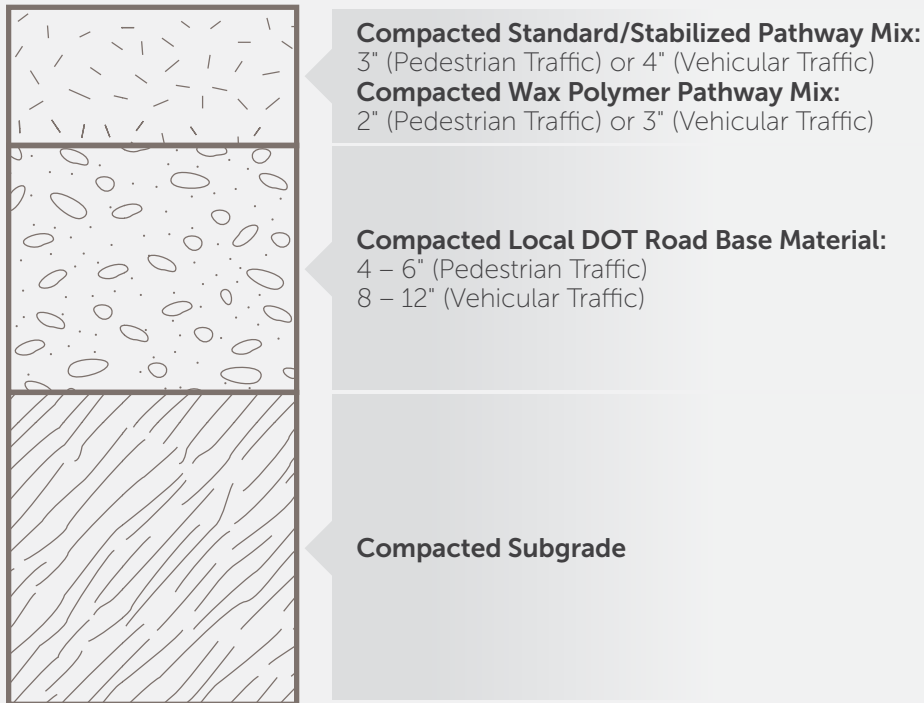 Compacted Standard/Stabilized Pathway Mix:
3" (Pedestrian Traffic) or 4" (Vehicular Traffic)
Compacted Wax Polymer Pathway Mix:
2" (Pedestrian Traffic) or 3" (Vehicular Traffic)
Compacted Local DOT Road Base Material:
4 – 6" (Pedestrian Traffic)
8 – 12" (Vehicular Traffic)
Compacted Subgrade